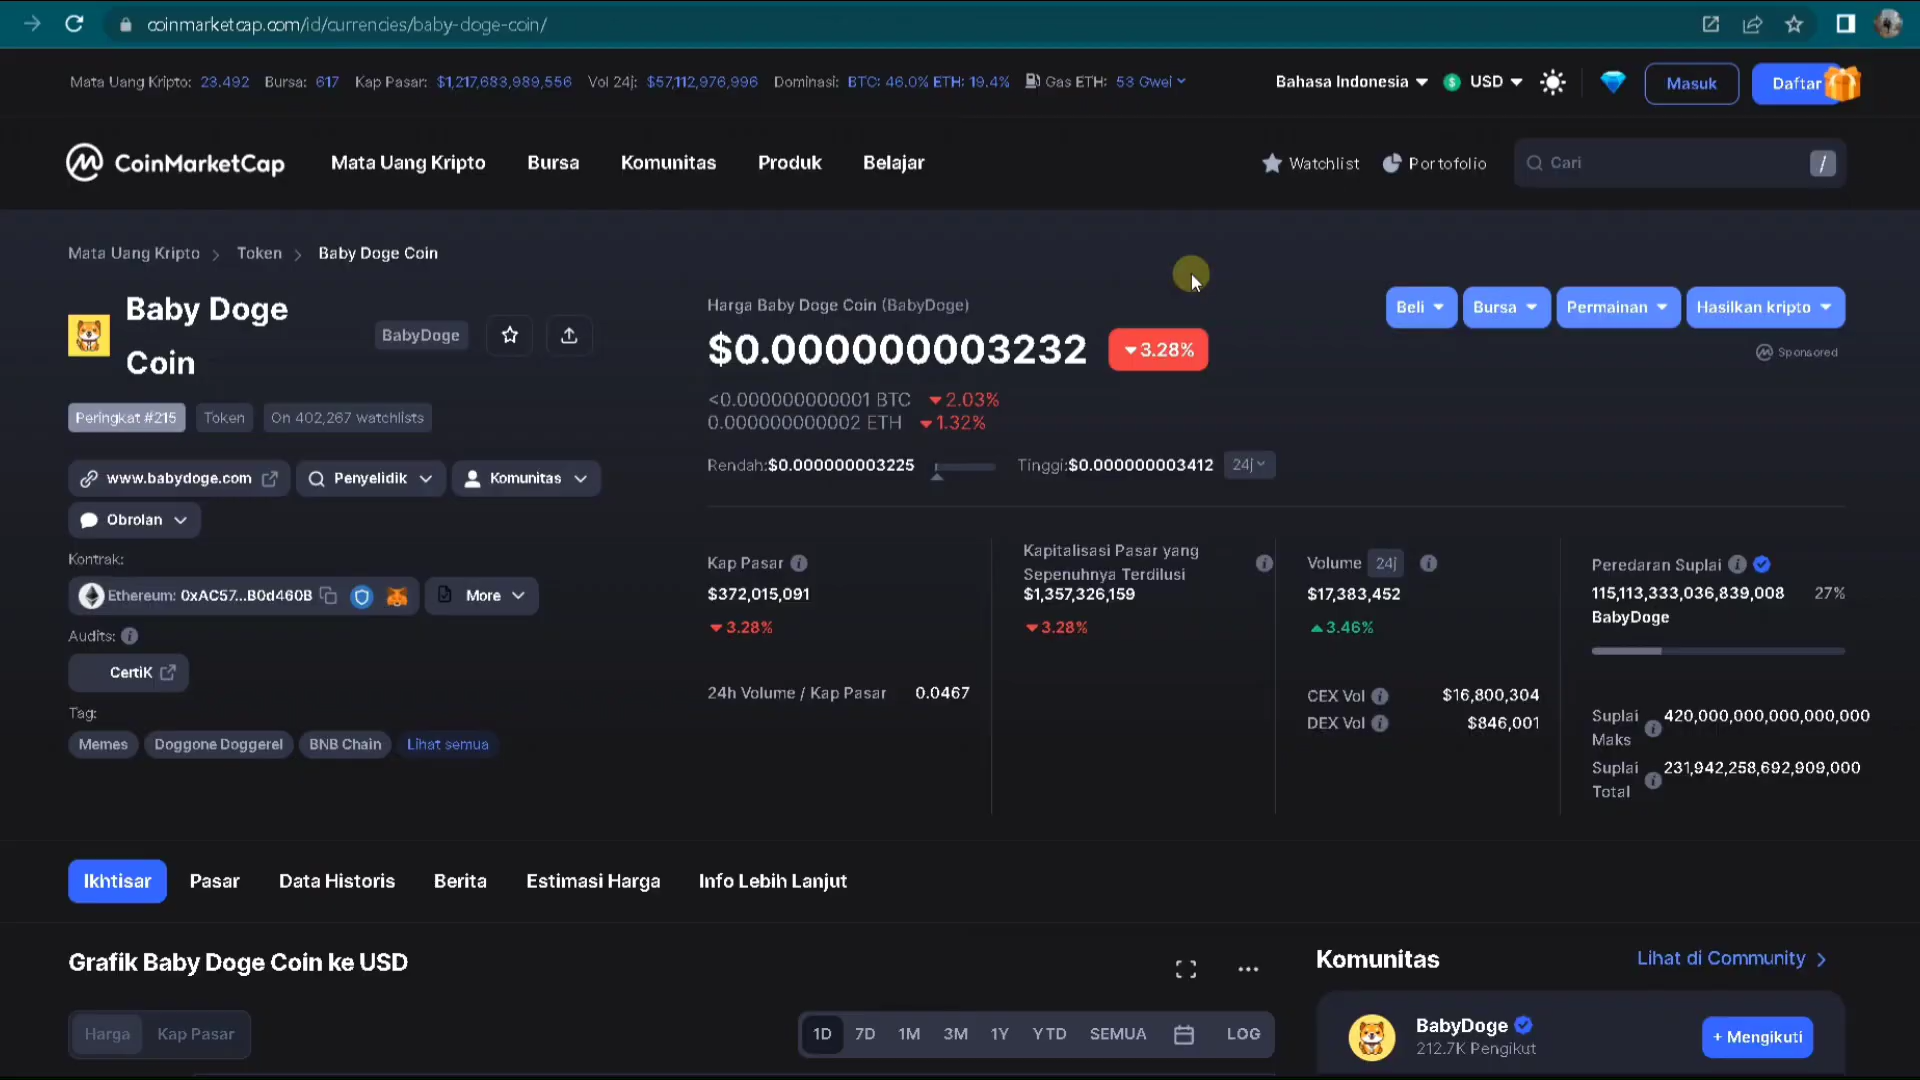 coinmarketcap.com/id/currencies/baby-doge-coin/
Mata Uang Kripto: 23.492 Bursa: 617 Kap Pasar: $1,217,683,989,556 Vol 24j: $57,112,976,996 Dominasi: BTC: 46.0% ETH: 19.4% Gas ETH: 53 Gwei
Bahasa Indonesia USD Masuk Daftar
CoinMarketCap Mata Uang Kripto Bursa Komunitas Produk Belajar Watchlist Portofolio Cari /
Mata Uang Kripto > Token > Baby Doge Coin
Baby Doge
Coin
BabyDoge
Peringkat #215 Token On 402,267 watchlists
www.babydoge.com Penyelidik Komunitas
Obrolan
Kontrak:
Ethereum: 0xAC57...B0d460B More
Audits:
CertiK
Tag:
Memes Doggone Doggerel BNB Chain Lihat semua
Harga Baby Doge Coin (BabyDoge)
$0.000000003232 3.28%
<0.000000000001 BTC 2.03%
0.000000000002 ETH 1.32%
Rendah:$0.000000003225 Tinggi:$0.000000003412 24j
Beli Bursa Permainan Hasilkan kripto
Sponsored
Kap Pasar
$372,015,091
3.28%
24h Volume / Kap Pasar 0.0467
Kapitalisasi Pasar yang
Sepenuhnya Terdilusi
$1,357,326,159
3.28%
Volume 24j
$17,383,452
3.46%
CEX Vol $16,800,304
DEX Vol $846,001
Peredaran Suplai
115,113,333,036,839,008 27%
BabyDoge
Suplai
Maks
420,000,000,000,000,000
Suplai
Total
231,942,258,692,909,000
Ikhtisar Pasar Data Historis Berita Estimasi Harga Info Lebih Lanjut
Grafik Baby Doge Coin ke USD
Harga Kap Pasar
1D 7D 1M 3M 1Y YTD SEMUA LOG
Komunitas Lihat di Community >
BabyDoge
212.7K Pengikut
+ Mengikuti